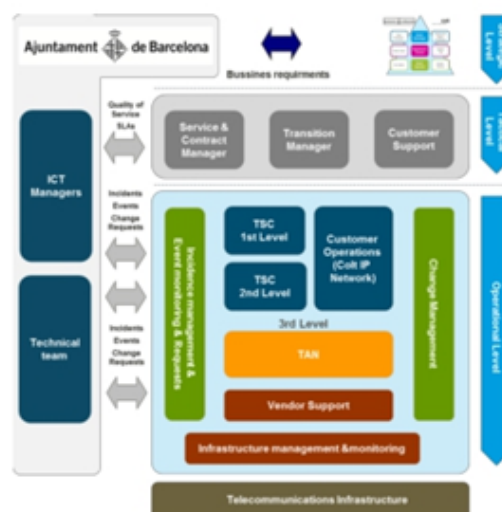 Ajuntament de Barcelona
Bussines requirments
Strategic
Level
Quality of
Service
SLAs
Service &
Contract
Manager
Transition
Manager
Customer
Support
Level
ICT
Managers
Incidents
Events
Change
Requests
Incidence management &
Event monitoring & Requests
TSC
1st Level
TSC
2nd Level
Customer
Operations
(Colt IP
Network)
Change Management
Operational Level
3rd Level
TAN
Technical
team
Incidents
Events
Change
Requests
Vendor Support
Infrastructure management &monitoring
Telecommunications Infrastructure